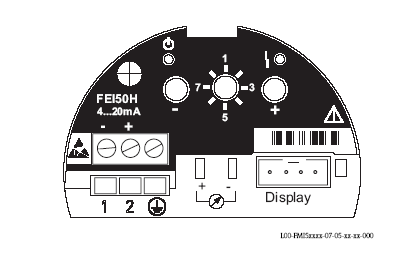 1
7 3
5
- +
FEI50H
4...20mA
- +
+ -
1 2
Display
L00-FMI5xxxx-07-05-xx-xx-000